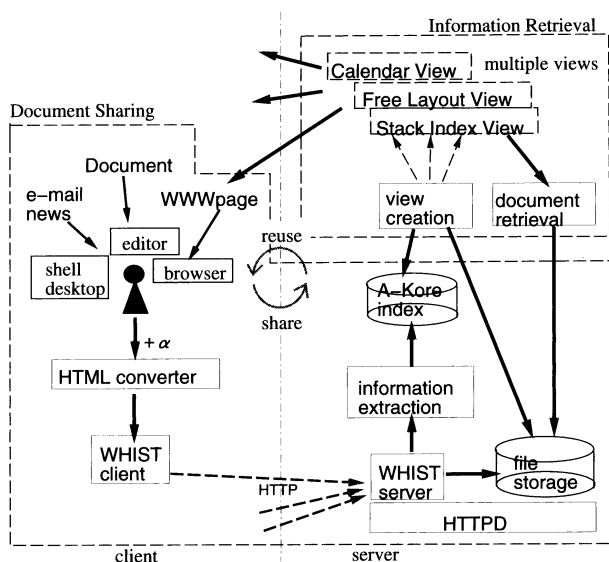 Information Retrieval
Calendar View
multiple views
Free Layout View
Stack Index View
Document Sharing
Document
e-mail
news
WWWpage
editor
shell
desktop
browser
view
creation
document
retrieval
reuse
share
A-Kore
index
+ α
HTML converter
information
extraction
WHIST
client
HTTP
WHIST
server
file
storage
HTTPD
client
server